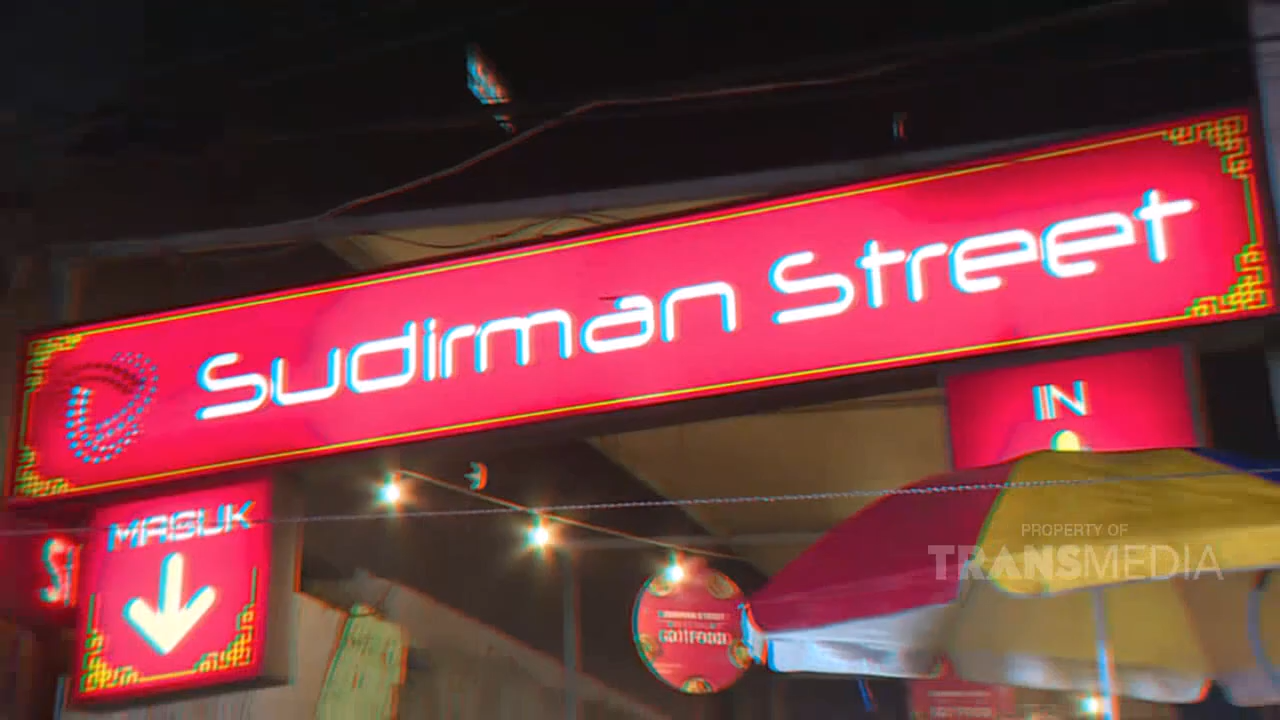 Sudirman Street
IN
MASUK
PROPERTY OF
TRANSMEDIA